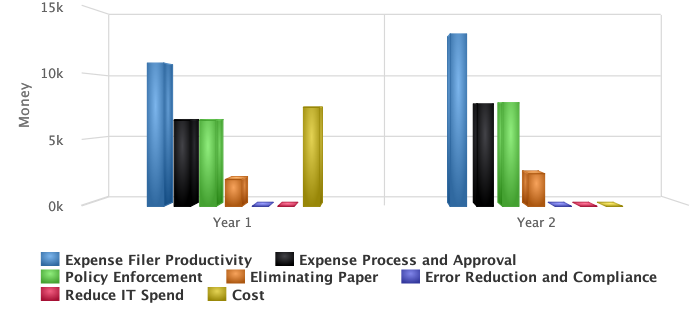 15k
10k
5k
0k
Money
Year 1 Year 2
Expense Filer Productivity Expense Process and Approval
Policy Enforcement Eliminating Paper Error Reduction and Compliance
Reduce IT Spend Cost